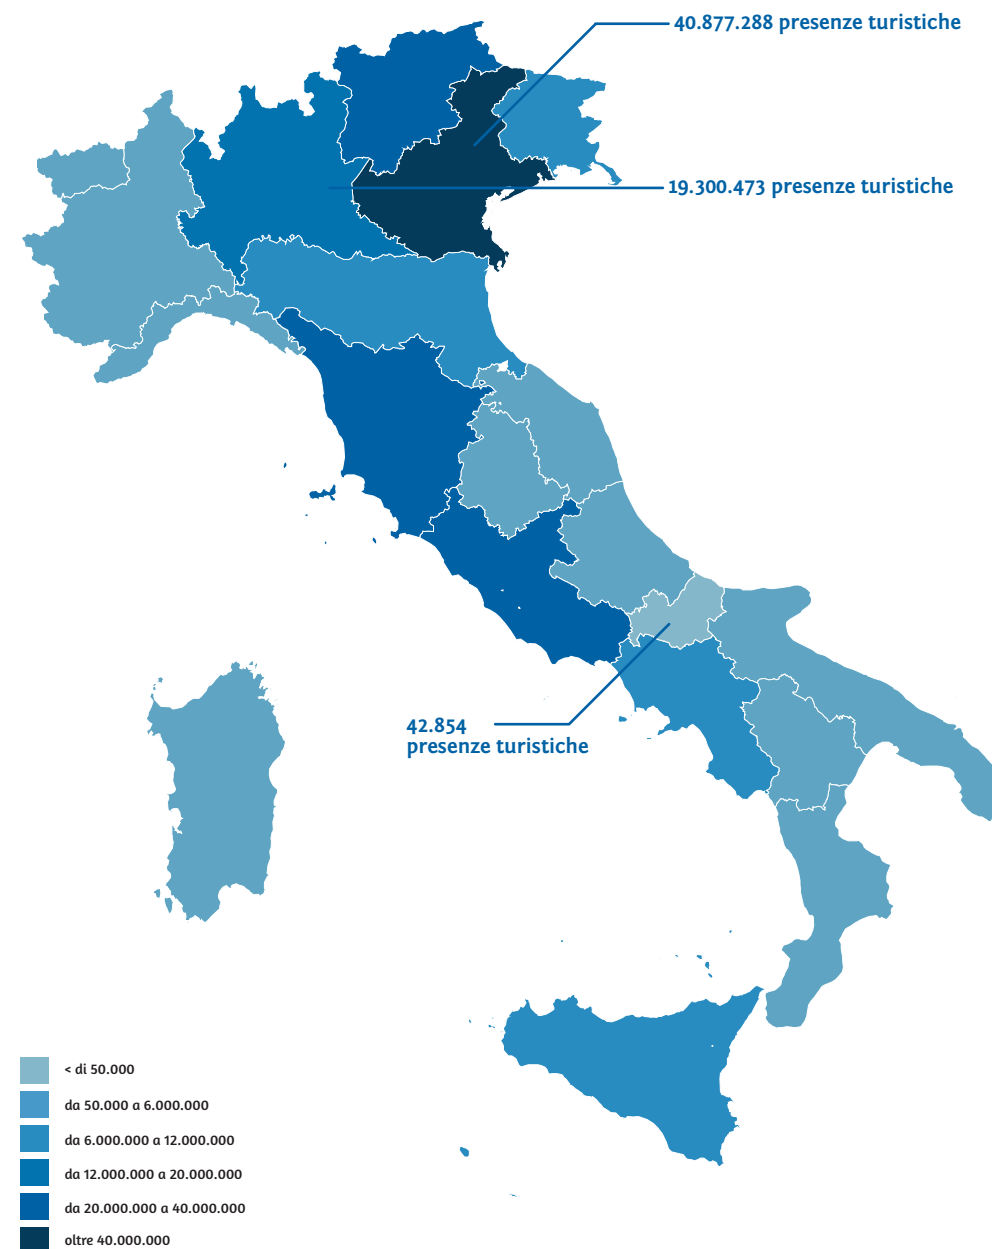 40.877.288 presenze turistiche
19.300.473 presenze turistiche
42.854
presenze turistiche
< di 50.000
da 50.000 a 6.000.000
da 6.000.000 a 12.000.000
da 12.000.000 a 20.000.000
da 20.000.000 a 40.000.000
oltre 40.000.000